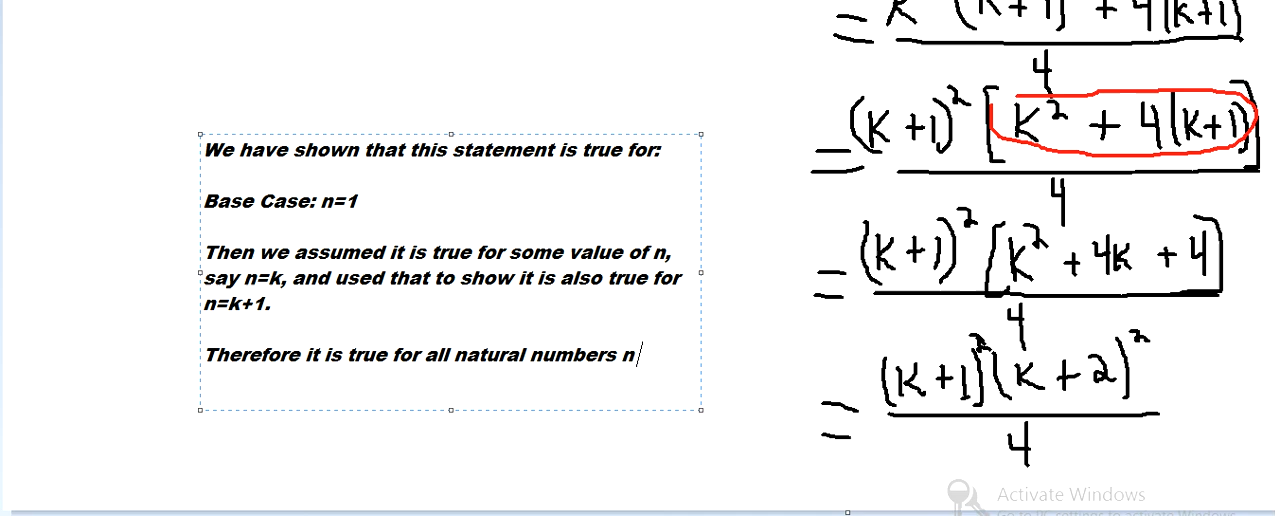 We have shown that this statement is true for:
Base Case: n=1
Then we assumed it is true for some value of n,
say n=k, and used that to show it is also true for
n=k+1.
Therefore it is true for all natural numbers n
4
= (K+1)² [K² + 4(K+1)]
4
= (K+1)² [K² + 4K + 4]
4
= (K+1)²(K+2)²
4
Activate Windows